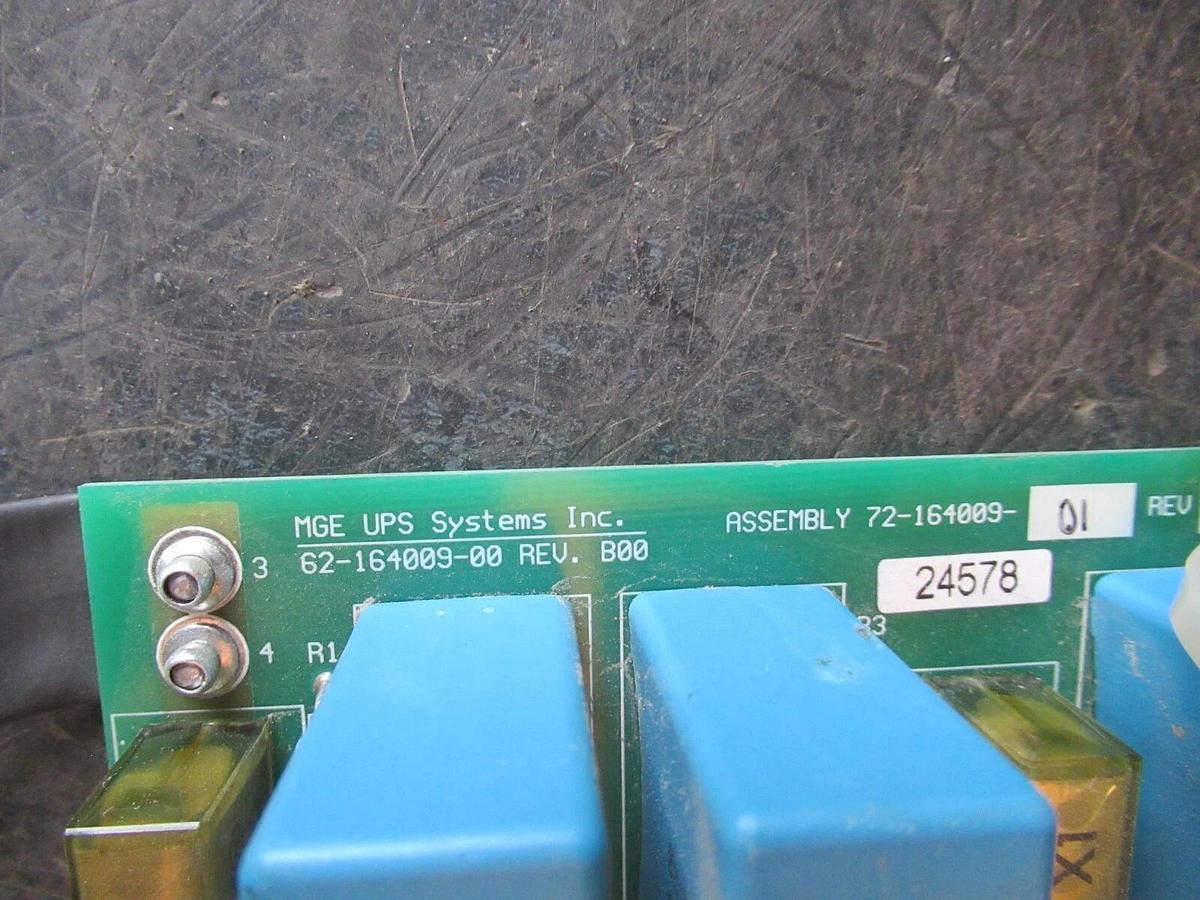 MGE UPS Systems Inc.
62-164009-00 REV. B00
ASSEMBLY 72-164009- 01 REV
24578
3
4
R1
X1